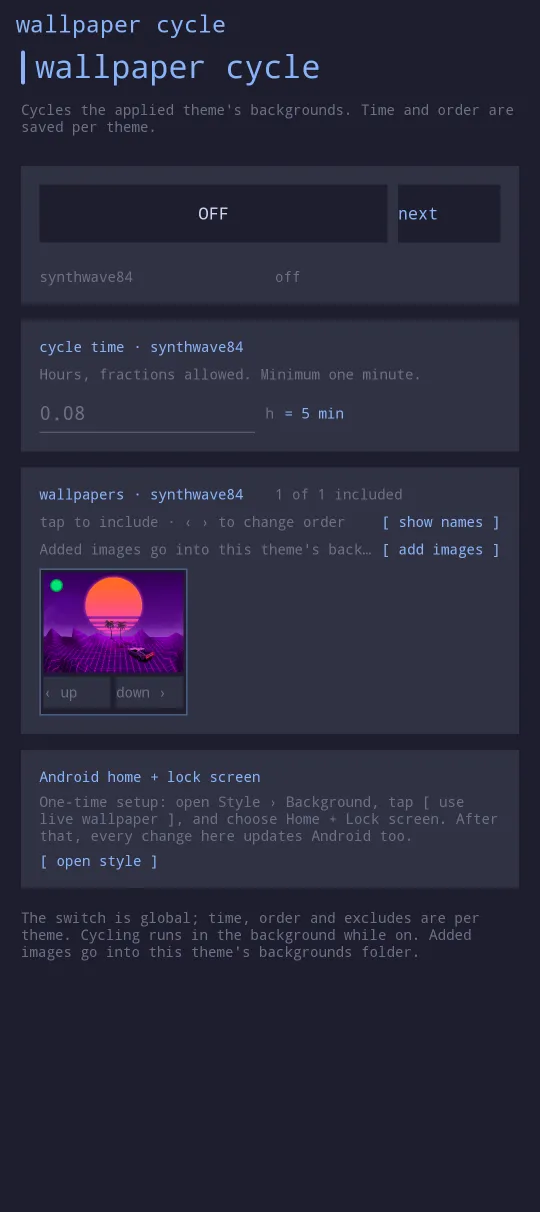 wallpaper cycle
wallpaper cycle
Cycles the applied theme's backgrounds. Time and order are
saved per theme.
OFF
next
synthwave84 off
cycle time · synthwave84
Hours, fractions allowed. Minimum one minute.
0.08 h = 5 min
wallpapers · synthwave84 1 of 1 included
tap to include · ‹ › to change order [ show names ]
Added images go into this theme's back… [ add images ]
‹ up down ›
Android home + lock screen
One-time setup: open Style › Background, tap [ use
live wallpaper ], and choose Home + Lock screen. After
that, every change here updates Android too.
[ open style ]
The switch is global; time, order and excludes are per
theme. Cycling runs in the background while on. Added
images go into this theme's backgrounds folder.